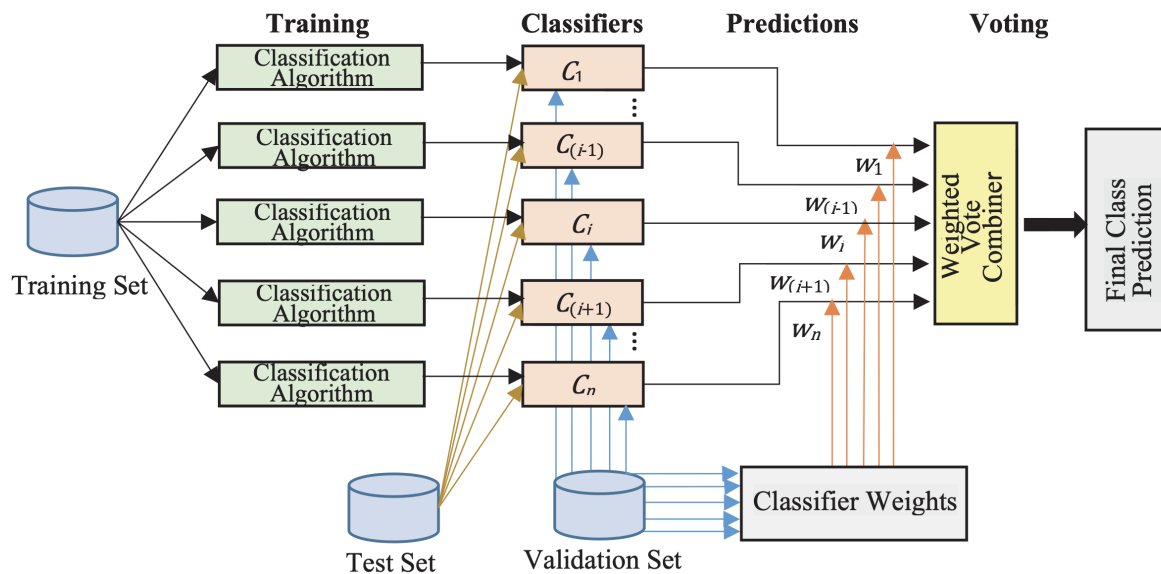 Training
Classifiers
Predictions
Voting
Classification
Algorithm
C1
⋮
Classification
Algorithm
C(i-1)
Classification
Algorithm
Ci
Classification
Algorithm
C(i+1)
⋮
Classification
Algorithm
Cn
Training Set
Test Set
Validation Set
Classifier Weights
w1
w(i-1)
wi
w(i+1)
wn
Weighted
Vote
Combiner
Final Class
Prediction